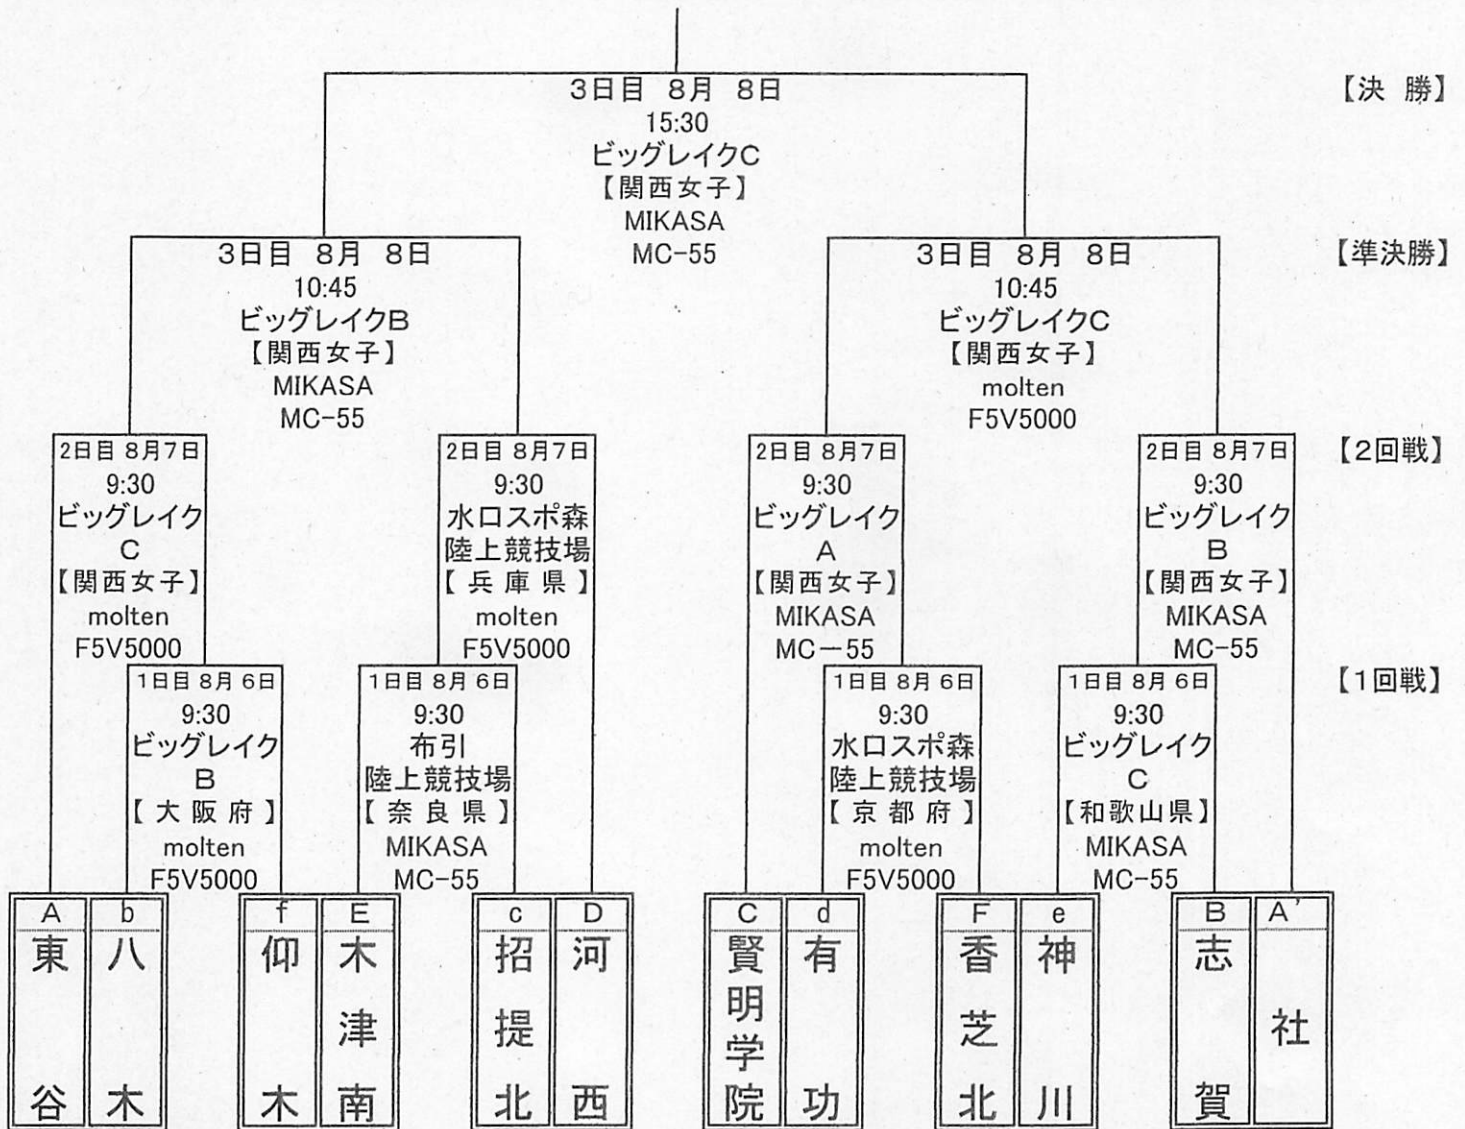 3日目 8月 8日
【決 勝】
15:30
ビッグレイクC
【関西女子】
MIKASA
MC-55
3日目 8月 8日
10:45
ビッグレイクB
【関西女子】
MIKASA
MC-55
3日目 8月 8日
10:45
ビッグレイクC
【関西女子】
molten
F5V5000
【準決勝】
2日目 8月7日
9:30
ビッグレイク
C
【関西女子】
molten
F5V5000
2日目 8月7日
9:30
水口スポ森
陸上競技場
【兵庫県】
molten
F5V5000
2日目 8月7日
9:30
ビッグレイク
A
【関西女子】
MIKASA
MC-55
2日目 8月7日
9:30
ビッグレイク
B
【関西女子】
MIKASA
MC-55
【2回戦】
1日目 8月6日
9:30
ビッグレイク
B
【大阪府】
molten
F5V5000
1日目 8月6日
9:30
布引
陸上競技場
【奈良県】
MIKASA
MC-55
1日目 8月6日
9:30
水口スポ森
陸上競技場
【京都府】
molten
F5V5000
1日目 8月6日
9:30
ビッグレイク
C
【和歌山県】
MIKASA
MC-55
【1回戦】
A
東谷
b
八木
f
仰木
E
木津南
c
招提北
D
河西
C
賢明学院
d
有功
F
香芝北
e
神川
B
志賀
A'
社